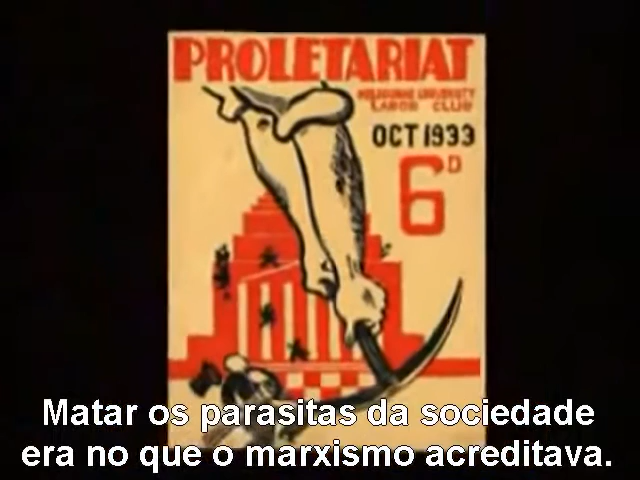 PROLETARIAT
MELBOURNE UNIVERSITY
LABOR CLUB
OCT 1933
6D
Matar os parasitas da sociedade
era no que o marxismo acreditava.